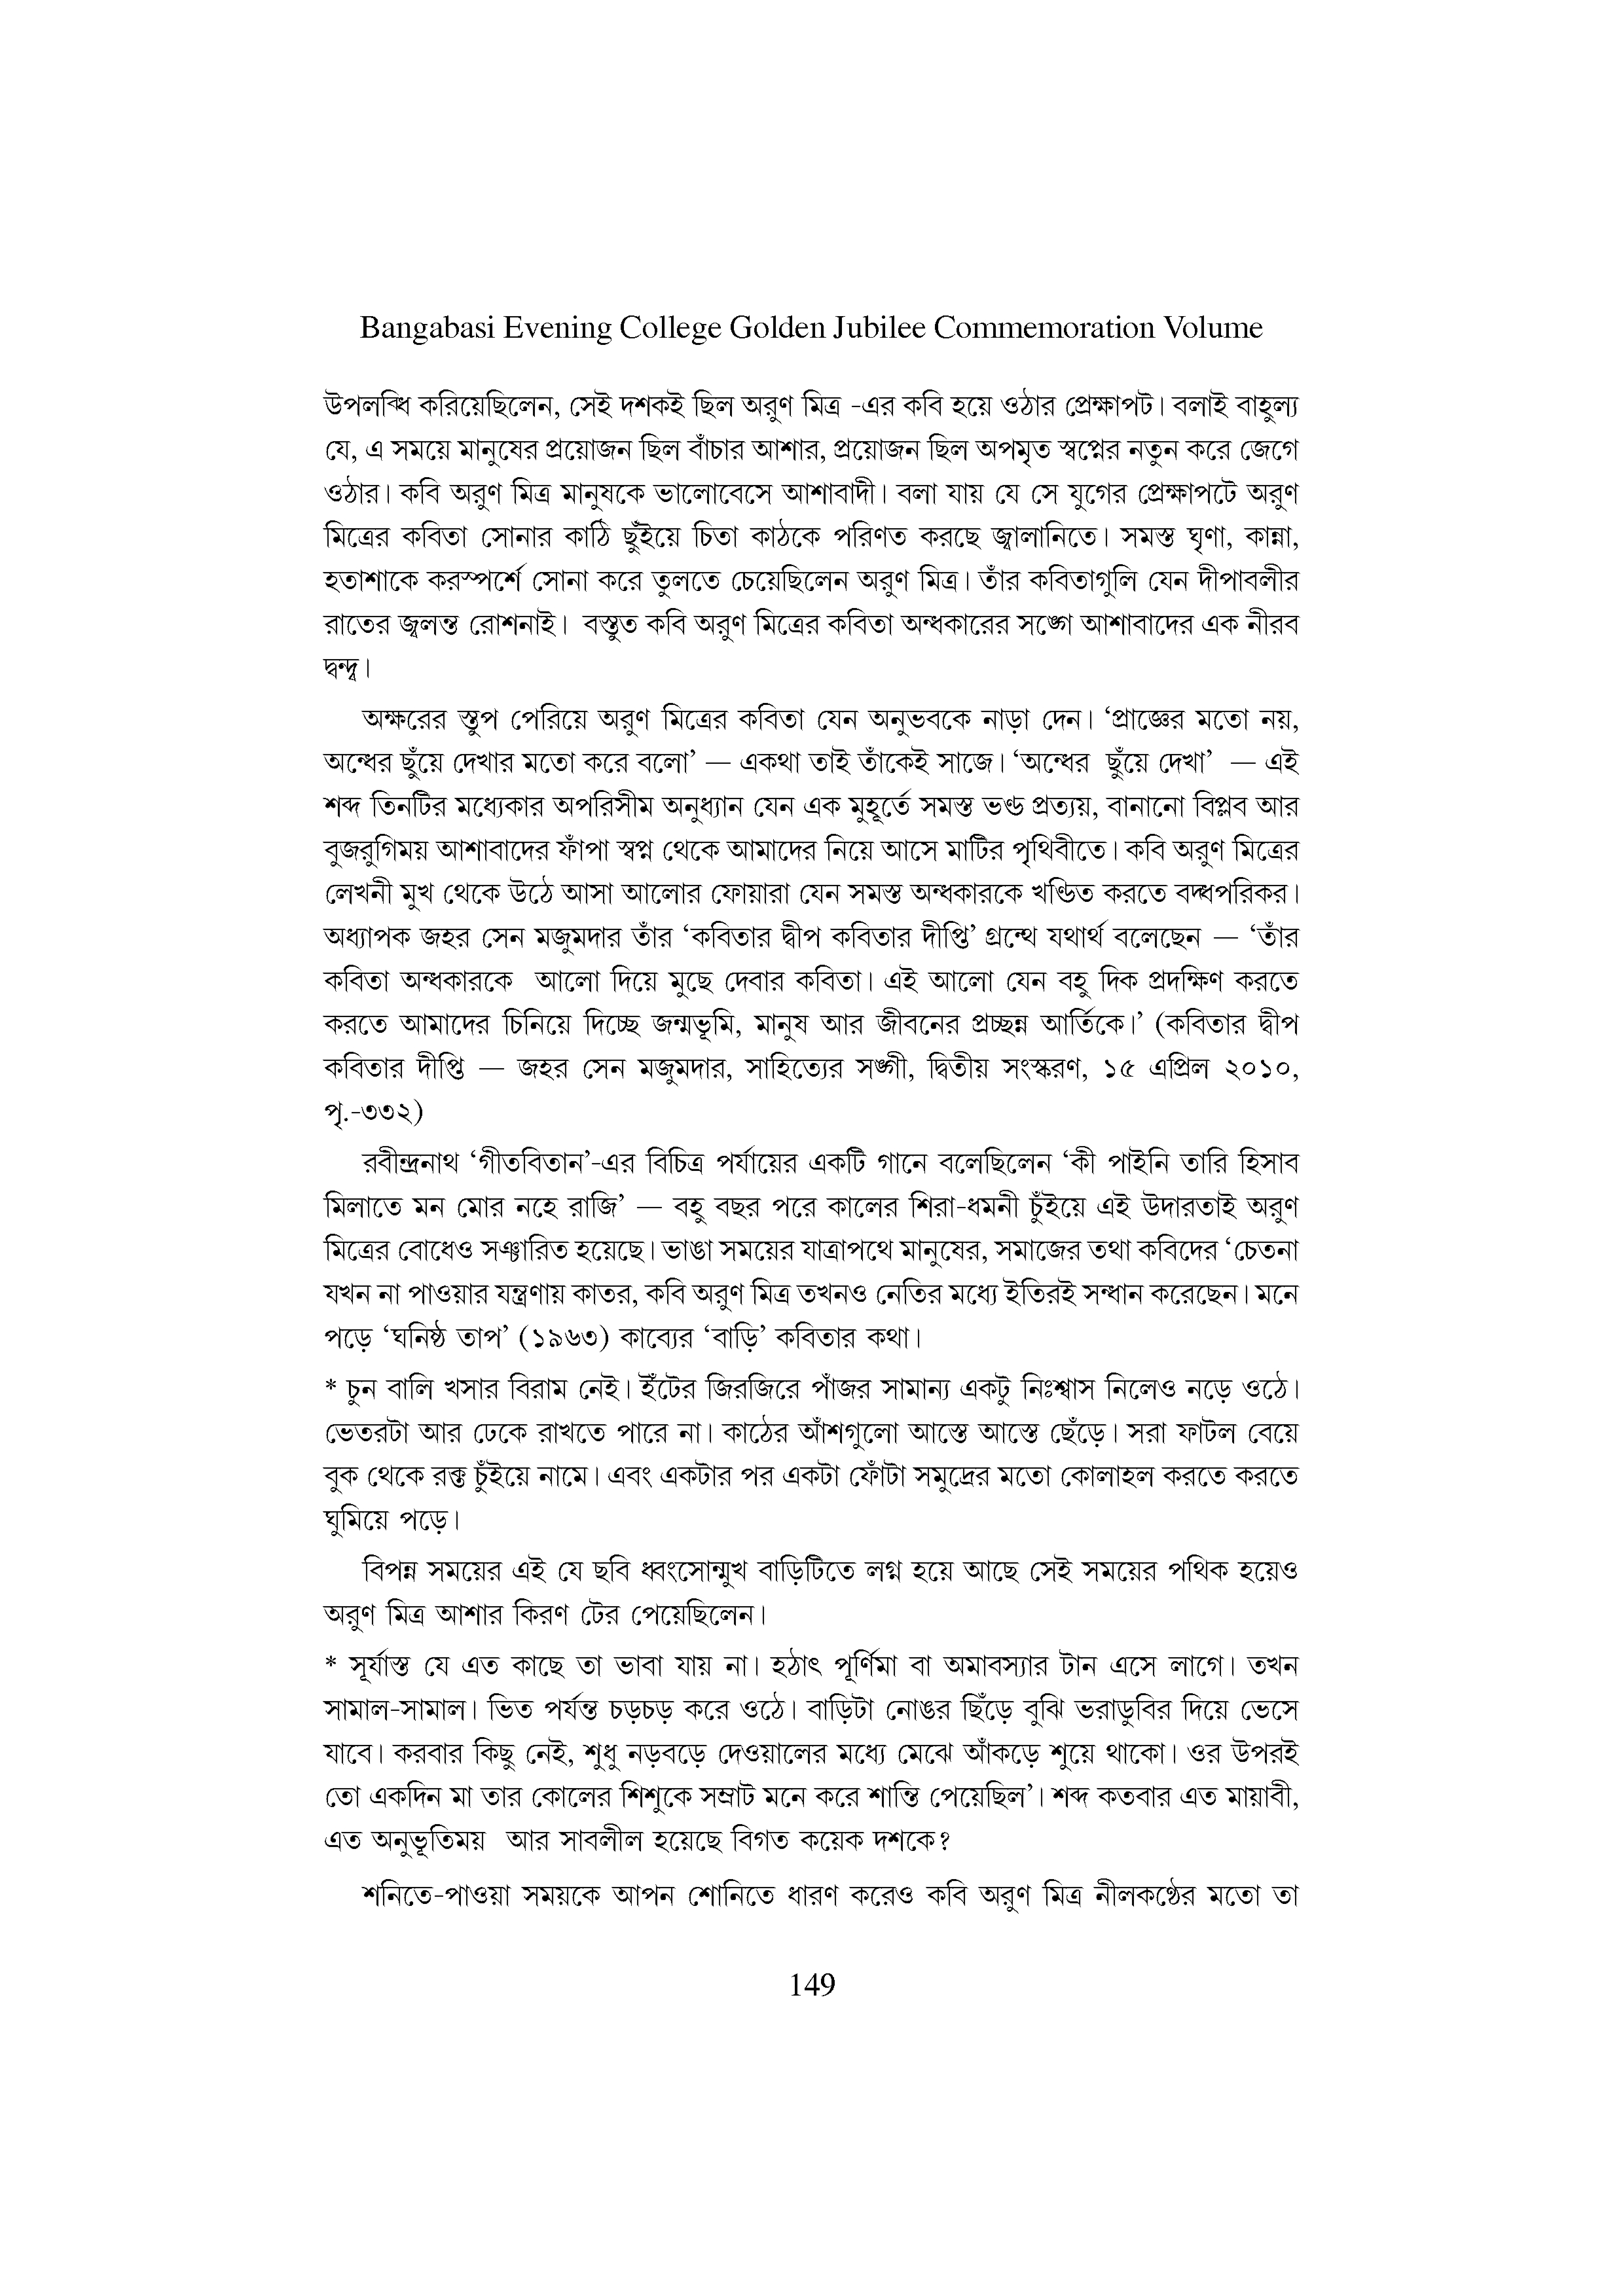 Bangabasi Evening College Golden Jubilee Commemoration Volume
উপলব্ধি করিয়েছিলেন, সেই দশকই ছিল অরুণ মিত্র -এর কবি হয়ে ওঠার প্রেক্ষাপট। বলাই বাহুল্য
যে, এ সময়ে মানুষের প্রয়োজন ছিল বাঁচার আশার, প্রয়োজন ছিল অপমৃত স্বপ্নের নতুন করে জেগে
ওঠার। কবি অরুণ মিত্র মানুষকে ভালোবেসে আশাবাদী। বলা যায় যে সে যুগের প্রেক্ষাপটে অরুণ
মিত্রের কবিতা সোনার কাঠি ছুঁইয়ে চিতা কাঠকে পরিণত করছে জ্বালানিতে। সমস্ত ঘৃণা, কান্না,
হতাশাকে করস্পর্শে সোনা করে তুলতে চেয়েছিলেন অরুণ মিত্র। তাঁর কবিতাগুলি যেন দীপাবলীর
রাতের জ্বলন্ত রোশনাই। বস্তুত কবি অরুণ মিত্রের কবিতা অন্ধকারের সঙ্গে আশাবাদের এক নীরব
দ্বন্দ্ব।
অক্ষরের স্তুপ পেরিয়ে অরুণ মিত্রের কবিতা যেন অনুভবকে নাড়া দেন। ‘প্রাজ্ঞের মতো নয়,
অন্ধের ছুঁয়ে দেখার মতো করে বলো’ — একথা তাই তাঁকেই সাজে। ‘অন্ধের ছুঁয়ে দেখা’ — এই
শব্দ তিনটির মধ্যেকার অপরিসীম অনুধ্যান যেন এক মুহূর্তে সমস্ত ভণ্ড প্রত্যয়, বানানো বিপ্লব আর
বুজরুগিময় আশাবাদের ফাঁপা স্বপ্ন থেকে আমাদের নিয়ে আসে মাটির পৃথিবীতে। কবি অরুণ মিত্রের
লেখনী মুখ থেকে উঠে আসা আলোর ফোয়ারা যেন সমস্ত অন্ধকারকে খণ্ডিত করতে বদ্ধপরিকর।
অধ্যাপক জহর সেন মজুমদার তাঁর ‘কবিতার দ্বীপ কবিতার দীপ্তি’ গ্রন্থে যথার্থ বলেছেন — ‘তাঁর
কবিতা অন্ধকারকে আলো দিয়ে মুছে দেবার কবিতা। এই আলো যেন বহু দিক প্রদক্ষিণ করতে
করতে আমাদের চিনিয়ে দিচ্ছে জন্মভূমি, মানুষ আর জীবনের প্রচ্ছন্ন আর্তিকে।’ (কবিতার দ্বীপ
কবিতার দীপ্তি — জহর সেন মজুমদার, সাহিত্যের সঙ্গী, দ্বিতীয় সংস্করণ, ১৫ এপ্রিল ২০১০,
পৃ.-৩৩২)
রবীন্দ্রনাথ ‘গীতবিতান’-এর বিচিত্র পর্যায়ের একটি গানে বলেছিলেন ‘কী পাইনি তারি হিসাব
মিলাতে মন মোর নহে রাজি’ — বহু বছর পরে কালের শিরা-ধমনী চুঁইয়ে এই উদারতাই অরুণ
মিত্রের বোধেও সঞ্চারিত হয়েছে। ভাঙা সময়ের যাত্রাপথে মানুষের, সমাজের তথা কবিদের ‘চেতনা
যখন না পাওয়ার যন্ত্রণায় কাতর, কবি অরুণ মিত্র তখনও নেতির মধ্যে ইতিরই সন্ধান করেছেন। মনে
পড়ে ‘ঘনিষ্ঠ তাপ’ (১৯৬৩) কাব্যের ‘বাড়ি’ কবিতার কথা।
* চুন বালি খসার বিরাম নেই। ইঁটের জিরজিরে পাঁজর সামান্য একটু নিঃশ্বাস নিলেও নড়ে ওঠে।
ভেতরটা আর ঢেকে রাখতে পারে না। কাঠের আঁশগুলো আস্তে আস্তে ছেঁড়ে। সরা ফাটল বেয়ে
বুক থেকে রক্ত চুঁইয়ে নামে। এবং একটার পর একটা ফোঁটা সমুদ্রের মতো কোলাহল করতে করতে
ঘুমিয়ে পড়ে।
বিপন্ন সময়ের এই যে ছবি ধ্বংসোন্মুখ বাড়িটিতে লগ্ন হয়ে আছে সেই সময়ের পথিক হয়েও
অরুণ মিত্র আশার কিরণ টের পেয়েছিলেন।
* সূর্যাস্ত যে এত কাছে তা ভাবা যায় না। হঠাৎ পূর্ণিমা বা অমাবস্যার টান এসে লাগে। তখন
সামাল-সামাল। ভিত পর্যন্ত চড়চড় করে ওঠে। বাড়িটা নোঙর ছিঁড়ে বুঝি ভরাডুবির দিয়ে ভেসে
যাবে। করবার কিছু নেই, শুধু নড়বড়ে দেওয়ালের মধ্যে মেঝে আঁকড়ে শুয়ে থাকো। ওর উপরই
তো একদিন মা তার কোলের শিশুকে সম্রাট মনে করে শান্তি পেয়েছিল’। শব্দ কতবার এত মায়াবী,
এত অনুভূতিময় আর সাবলীল হয়েছে বিগত কয়েক দশকে?
শনিতে-পাওয়া সময়কে আপন শোনিতে ধারণ করেও কবি অরুণ মিত্র নীলকণ্ঠের মতো তা
149